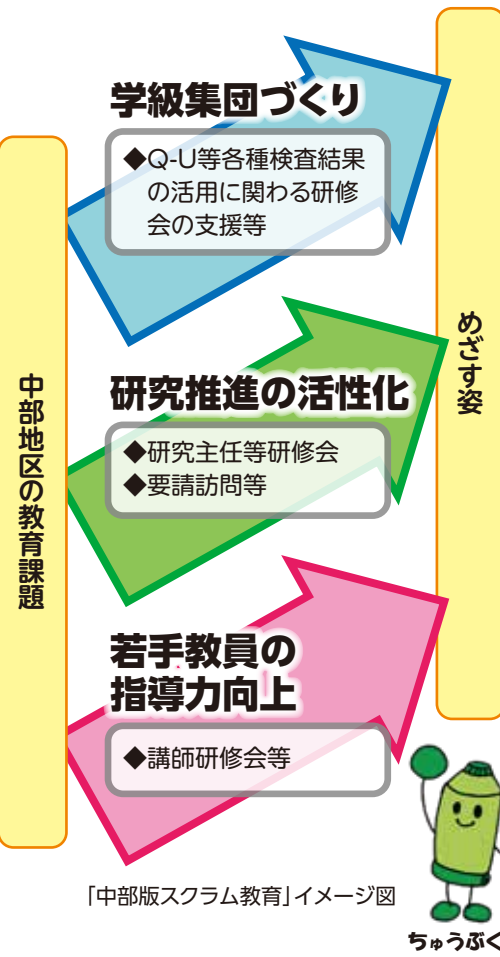 中部地区の教育課題
学級集団づくり
◆Q-U等各種検査結果
の活用に関わる研修
会の支援等
研究推進の活性化
◆研究主任等研修会
◆要請訪問等
若手教員の
指導力向上
◆講師研修会等
めざす姿
「中部版スクラム教育」イメージ図
ちゅうぶく